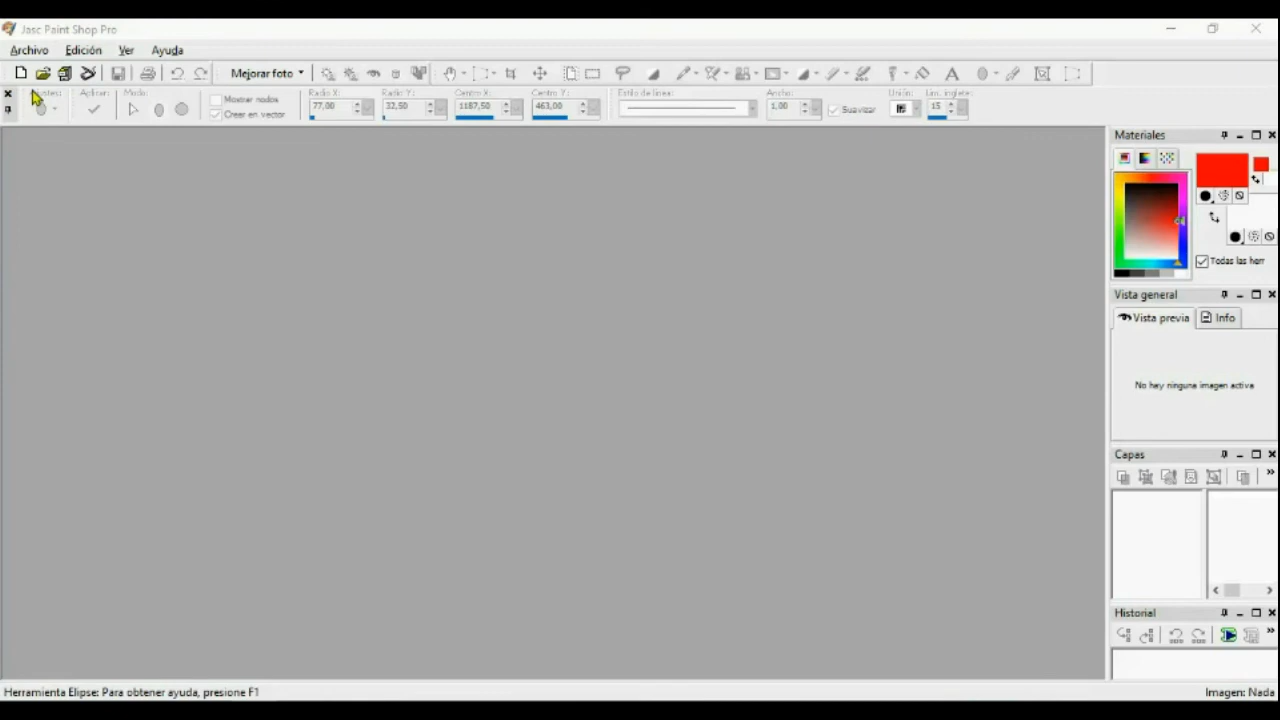 Jasc Paint Shop Pro
Archivo Edición Ver Ayuda
Mejorar foto
Aplicar: Modo: Mostrar nodos Radio X: Radio Y: Centro X: Centro Y: Estilo de línea: Ancho: Unión: Lím. inglete:
Crear en vector 77,00 32,50 1187,50 463,00 1,00 Suavizar 15
Materiales
Todas las herr
Vista general
Vista previa Info
No hay ninguna imagen activa
Capas
Historial
Herramienta Elipse: Para obtener ayuda, presione F1 Imagen: Nada